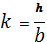 k = h/b